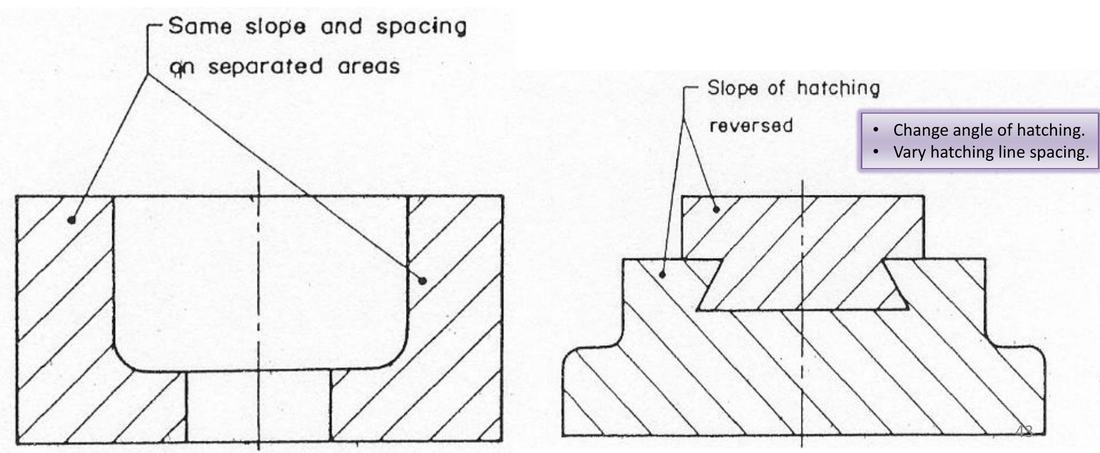 Same slope and spacing
on separated areas
Slope of hatching
reversed
• Change angle of hatching.
• Vary hatching line spacing.
43